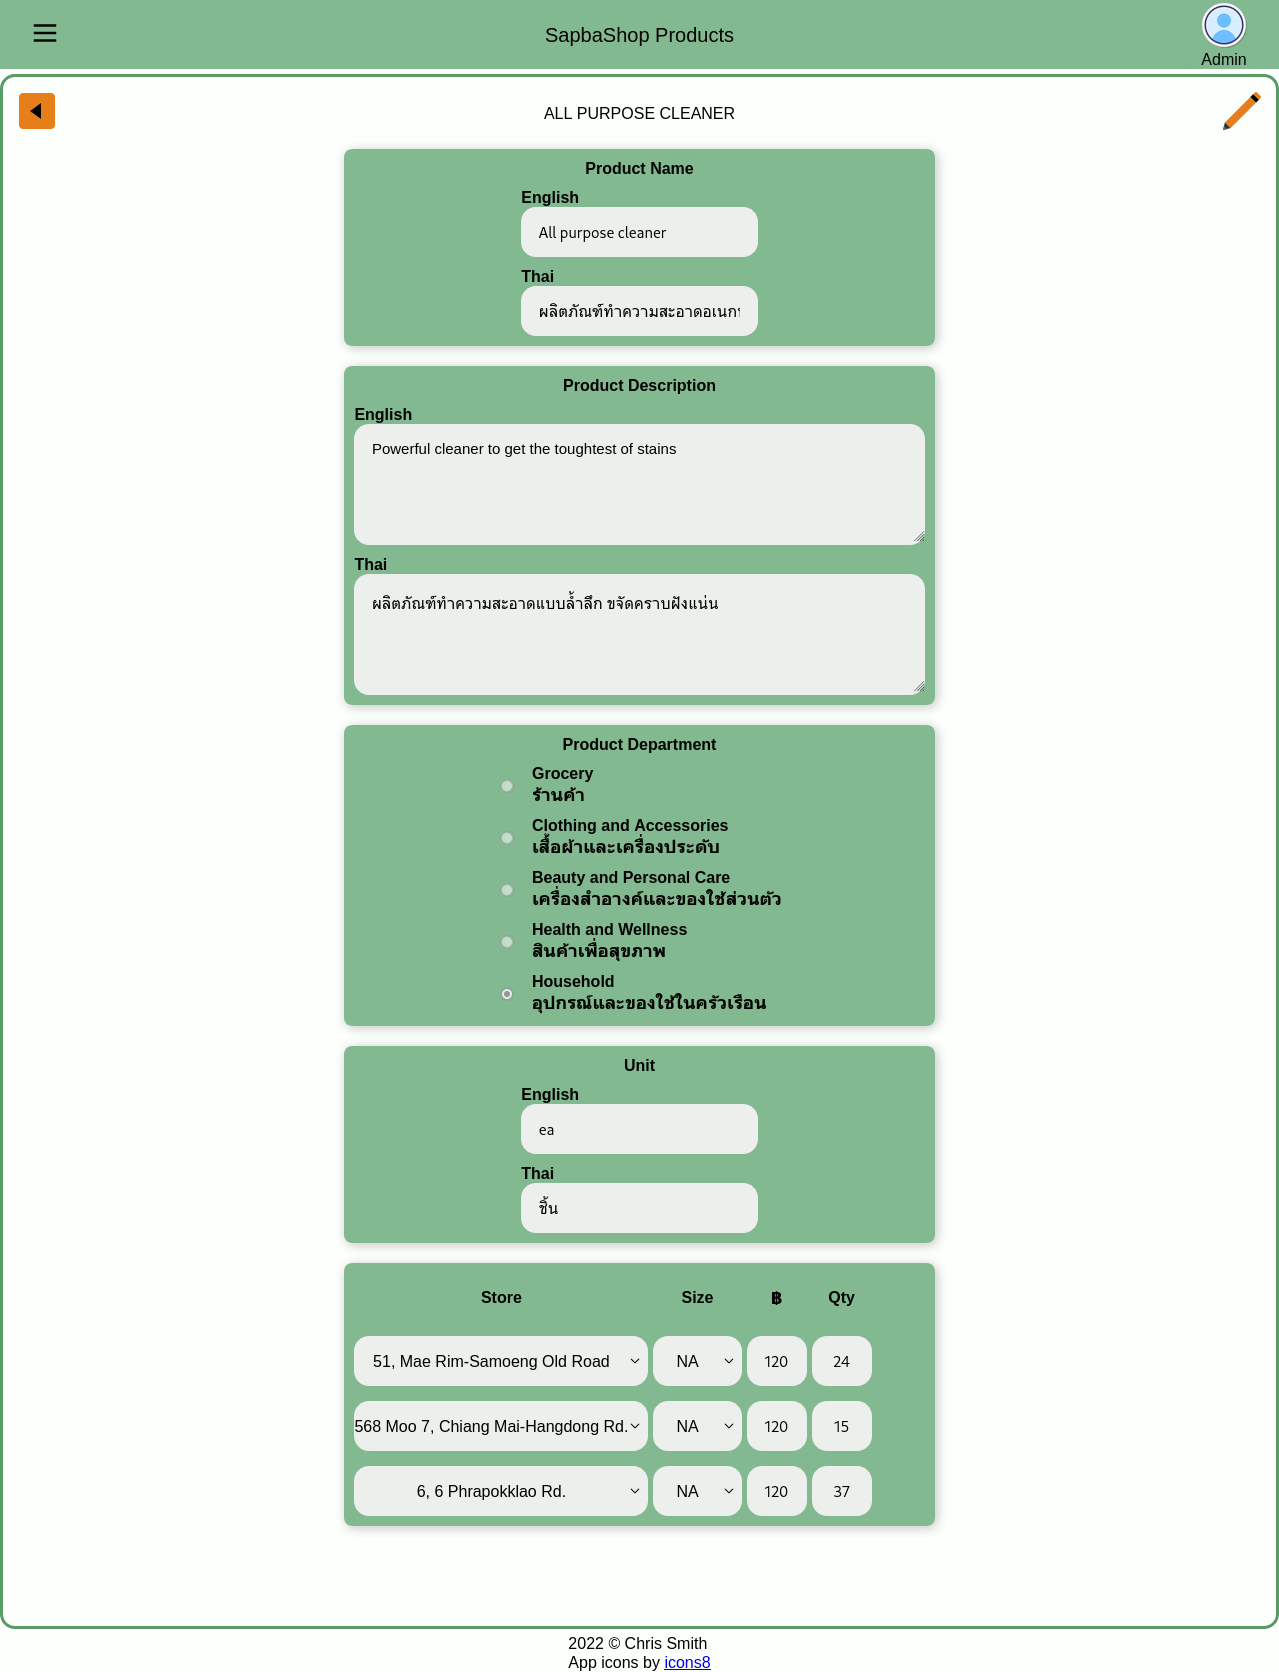 SapbaShop Products
Admin
ALL PURPOSE CLEANER
Product Name
English
All purpose cleaner
Thai
ผลิตภัณฑ์ทำความสะอาดอเนก
Product Description
English
Powerful cleaner to get the toughtest of stains
Thai
ผลิตภัณฑ์ทำความสะอาดแบบล้ำลึก ขจัดคราบฝังแน่น
Product Department
Grocery
ร้านค้า
Clothing and Accessories
เสื้อผ้าและเครื่องประดับ
Beauty and Personal Care
เครื่องสำอางค์และของใช้ส่วนตัว
Health and Wellness
สินค้าเพื่อสุขภาพ
Household
อุปกรณ์และของใช้ในครัวเรือน
Unit
English
ea
Thai
ชิ้น
Store Size ฿ Qty
51, Mae Rim-Samoeng Old Road NA 120 24
568 Moo 7, Chiang Mai-Hangdong Rd. NA 120 15
6, 6 Phrapokklao Rd. NA 120 37
2022 © Chris Smith
App icons by icons8